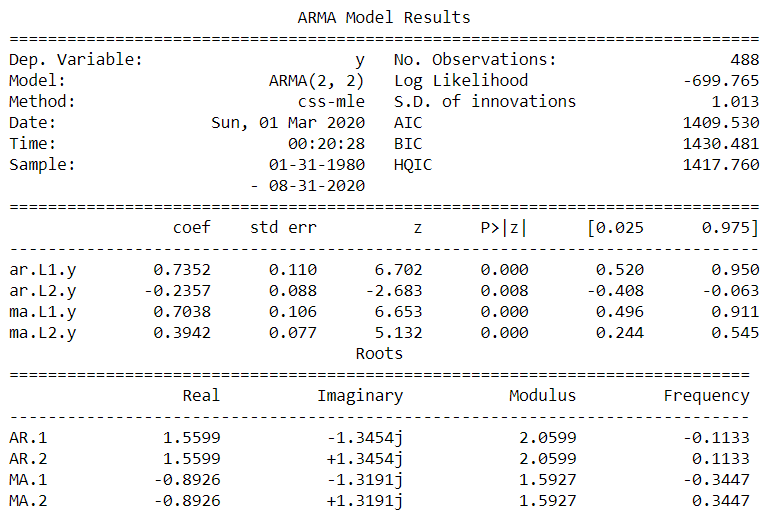 ARMA Model Results
==============================================================================
Dep. Variable:                      y   No. Observations:                  488
Model:                     ARMA(2, 2)   Log Likelihood                -699.765
Method:                       css-mle   S.D. of innovations              1.013
Date:                Sun, 01 Mar 2020   AIC                           1409.530
Time:                        00:20:28   BIC                           1430.481
Sample:                    01-31-1980   HQIC                          1417.760
                         - 08-31-2020
==============================================================================
                 coef    std err          z      P>|z|      [0.025      0.975]
------------------------------------------------------------------------------
ar.L1.y        0.7352      0.110      6.702      0.000       0.520       0.950
ar.L2.y       -0.2357      0.088     -2.683      0.008      -0.408      -0.063
ma.L1.y        0.7038      0.106      6.653      0.000       0.496       0.911
ma.L2.y        0.3942      0.077      5.132      0.000       0.244       0.545
                                    Roots
=============================================================================
                  Real          Imaginary           Modulus         Frequency
-----------------------------------------------------------------------------
AR.1            1.5599           -1.3454j            2.0599           -0.1133
AR.2            1.5599           +1.3454j            2.0599            0.1133
MA.1           -0.8926           -1.3191j            1.5927           -0.3447
MA.2           -0.8926           +1.3191j            1.5927            0.3447